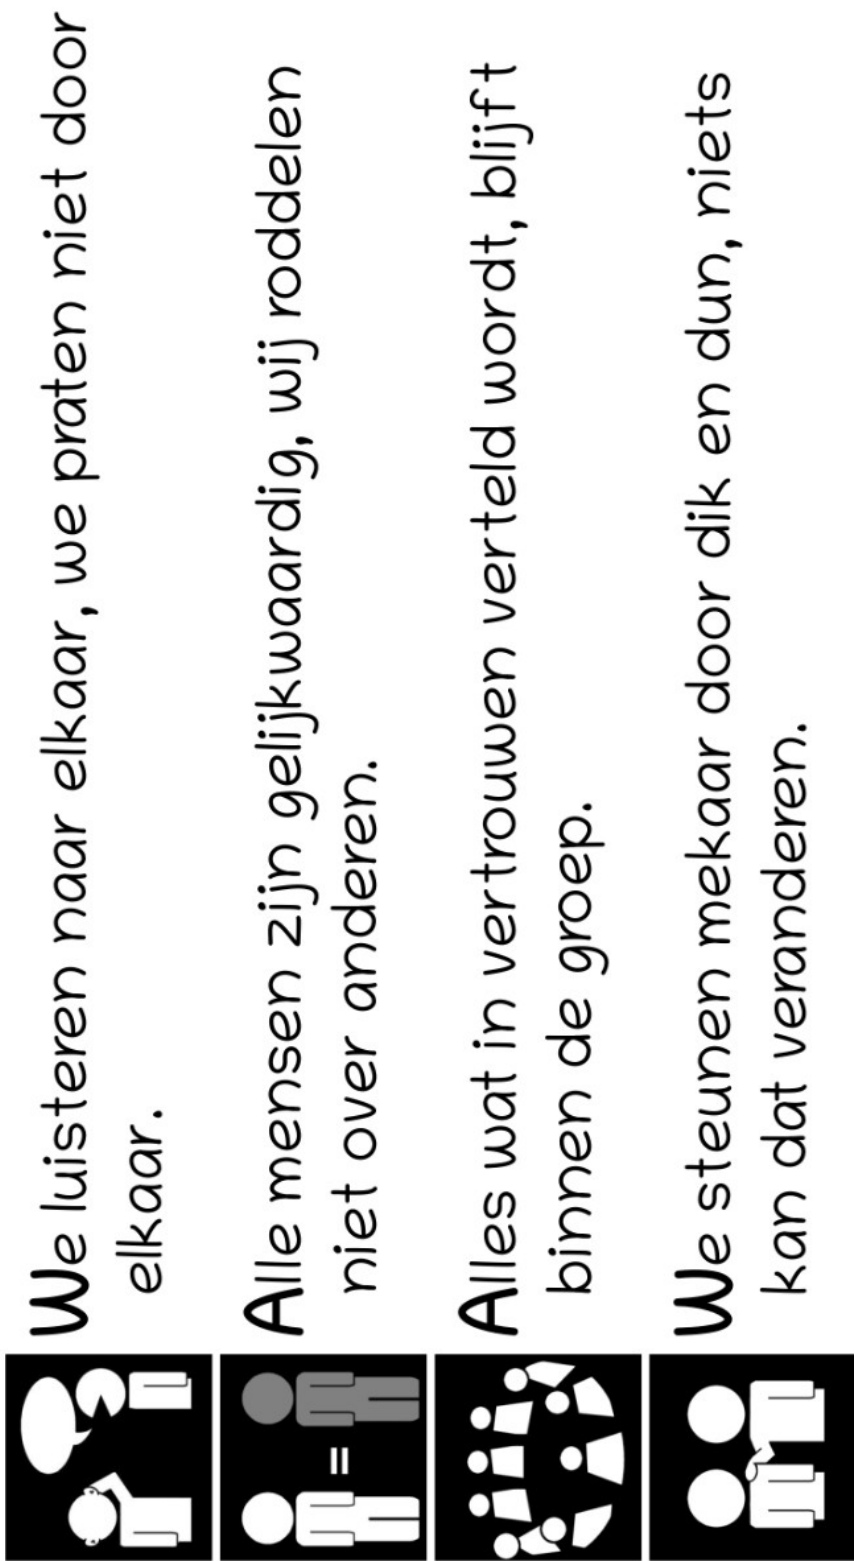 We luisteren naar elkaar, we praten niet door
elkaar.
Alle mensen zijn gelijkwaardig, wij roddelen
niet over anderen.
Alles wat in vertrouwen verteld wordt, blijft
binnen de groep.
We steunen mekaar door dik en dun, niets
kan dat veranderen.